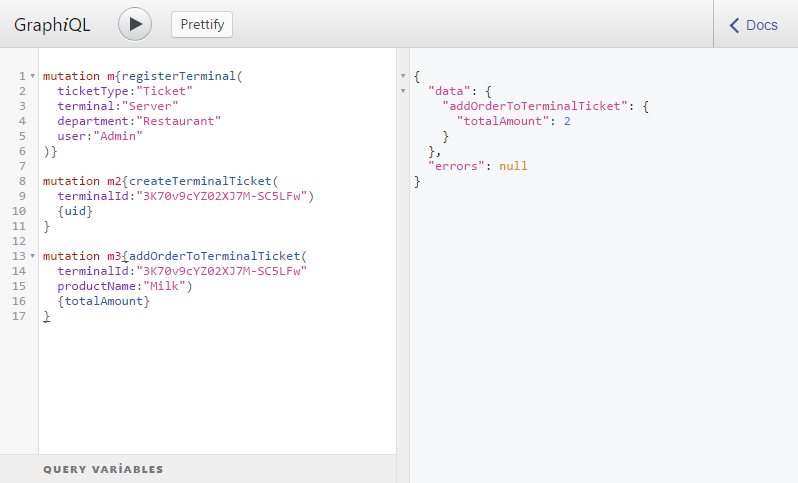 GraphiQL
Prettify
Docs
1 mutation m{registerTerminal(
2 ticketType:"Ticket"
3 terminal:"Server"
4 department:"Restaurant"
5 user:"Admin"
6 )}
7
8 mutation m2{createTerminalTicket(
9 terminalId:"3K70v9cYZ02XJ7M-SC5LFw")
10 {uid}
11 }
12
13 mutation m3{addOrderToTerminalTicket(
14 terminalId:"3K70v9cYZ02XJ7M-SC5LFw"
15 productName:"Milk")
16 {totalAmount}
17 }
{
"data": {
"addOrderToTerminalTicket": {
"totalAmount": 2
}
},
"errors": null
}
QUERY VARİABLES